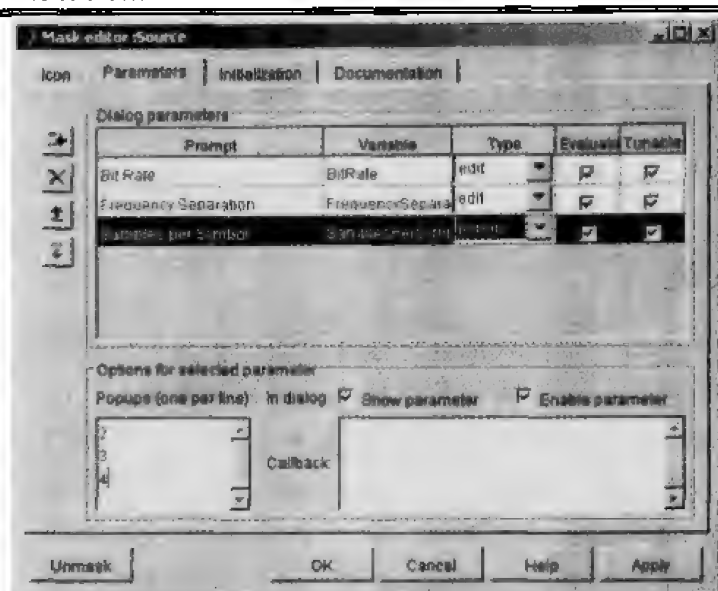 Mask editor :Source
Icon Parameters Initialization Documentation
Dialog parameters
Prompt Variable Type Evaluate Tunable
Bit Rate BitRate edit
Frequency Separation FrequencySepara edit
Samples per symbol
Options for selected parameter
Popups (one per line) In dialog Show parameter Enable parameter
2
3
4
Callback
Unmask OK Cancel Help Apply